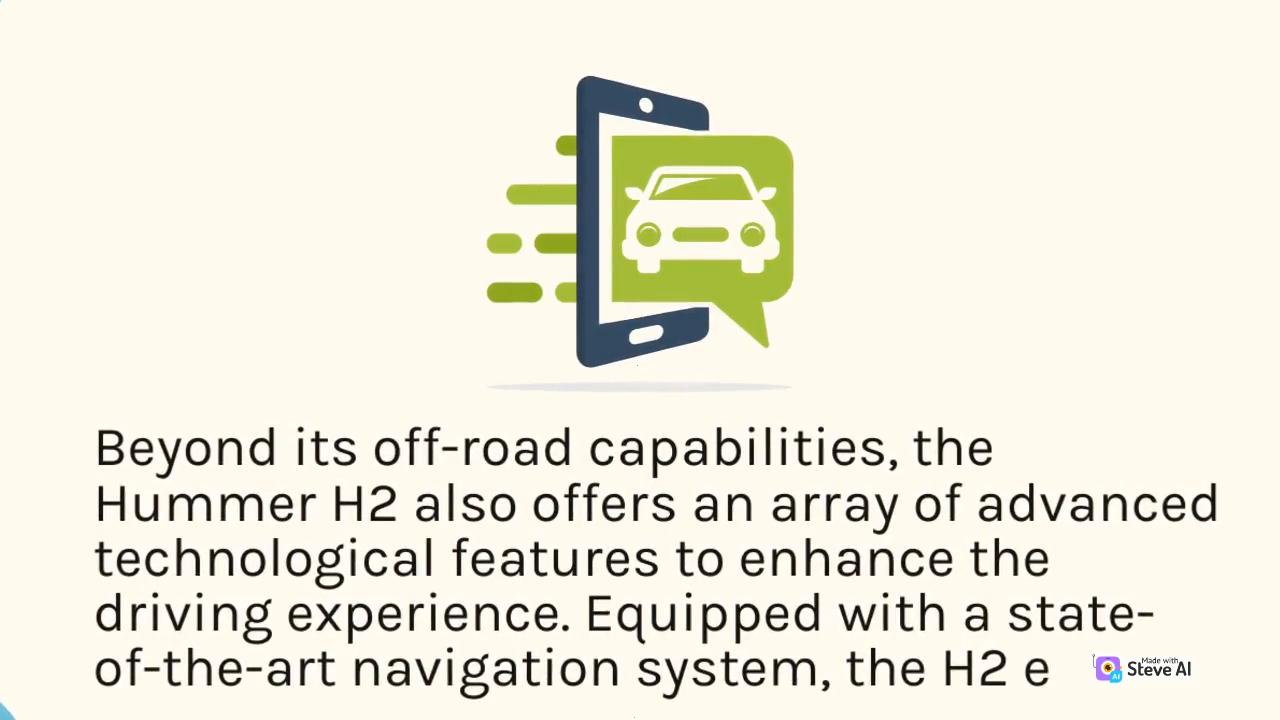 Beyond its off-road capabilities, the
Hummer H2 also offers an array of advanced
technological features to enhance the
driving experience. Equipped with a state-
of-the-art navigation system, the H2 e
Made with
Steve AI
AI